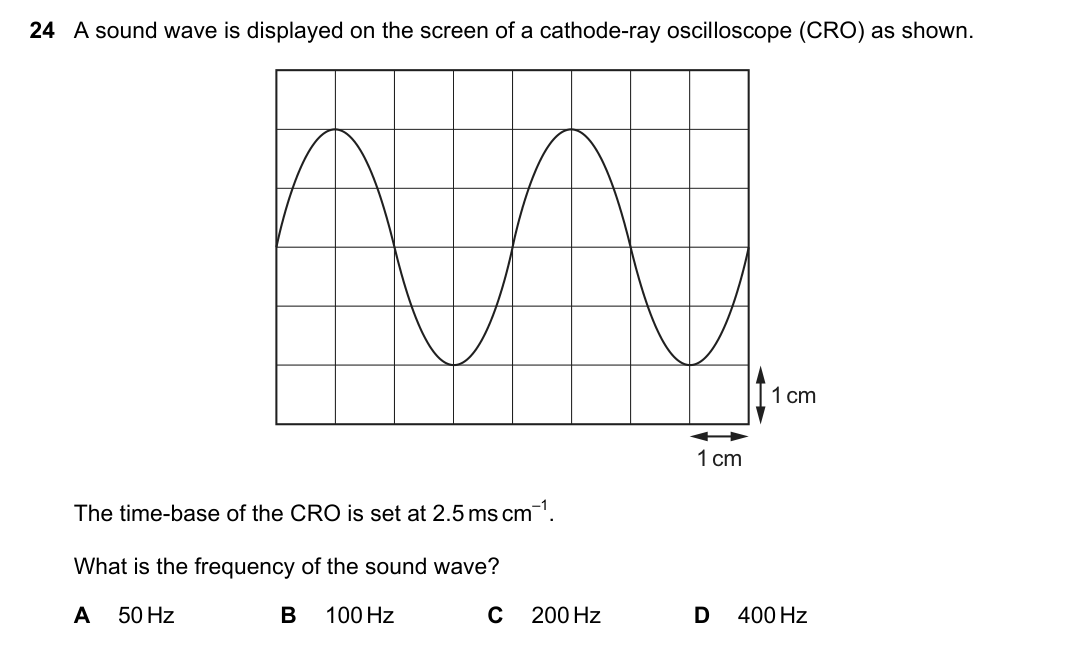 24 A sound wave is displayed on the screen of a cathode-ray oscilloscope (CRO) as shown.
1 cm
1 cm
The time-base of the CRO is set at 2.5 ms cm⁻¹.
What is the frequency of the sound wave?
A 50 Hz B 100 Hz C 200 Hz D 400 Hz